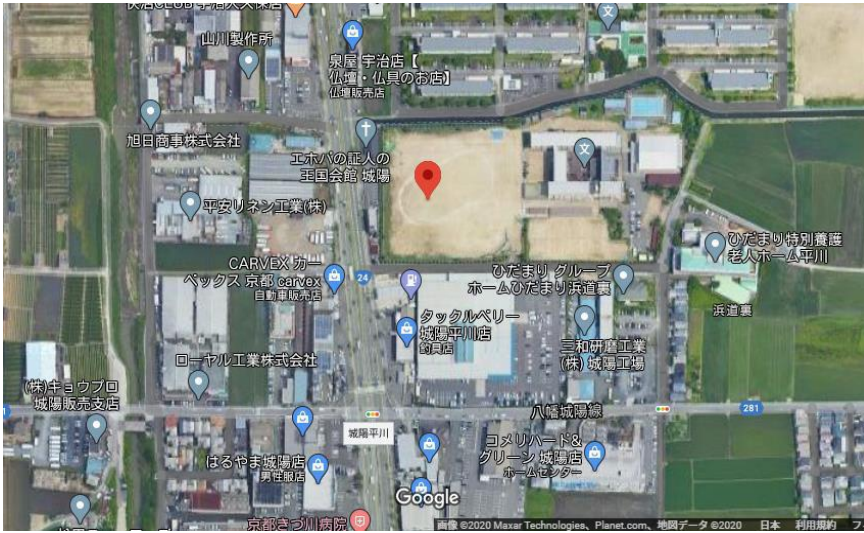 山川製作所
泉屋 宇治店【
仏壇・仏具のお店】
仏壇販売店
文
旭日商事株式会社
エホバの証人の
王国会館 城陽
文
平安リネン工業(株)
ひだまり特別養護
老人ホーム平川
CARVEX カー
ベックス 京都 carvex
自動車販売店
24
ひだまり グループ
ホームひだまり浜道裏
浜道裏
タックルベリー
城陽平川店
釣具店
三和研磨工業
(株) 城陽工場
ローヤル工業株式会社
(株)キョウプロ
城陽販売支店
1
八幡城陽線
281
城陽平川
はるやま城陽店
男性服店
コメリハード&
グリーン 城陽店
ホームセンター
京都きづ川病院
Google
画像 ©2020 Maxar Technologies、Planet.com、地図データ ©2020
日本
利用規約
フ